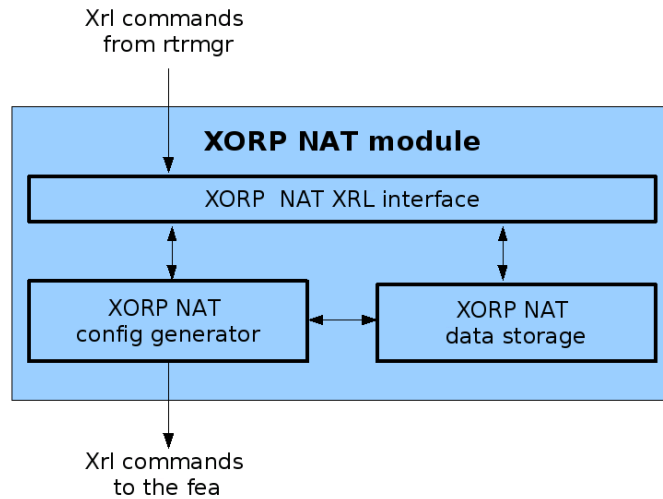 Xrl commands
from rtrmgr
XORP NAT module
XORP  NAT XRL interface
XORP NAT
config generator
XORP NAT
data storage
Xrl commands
to the fea